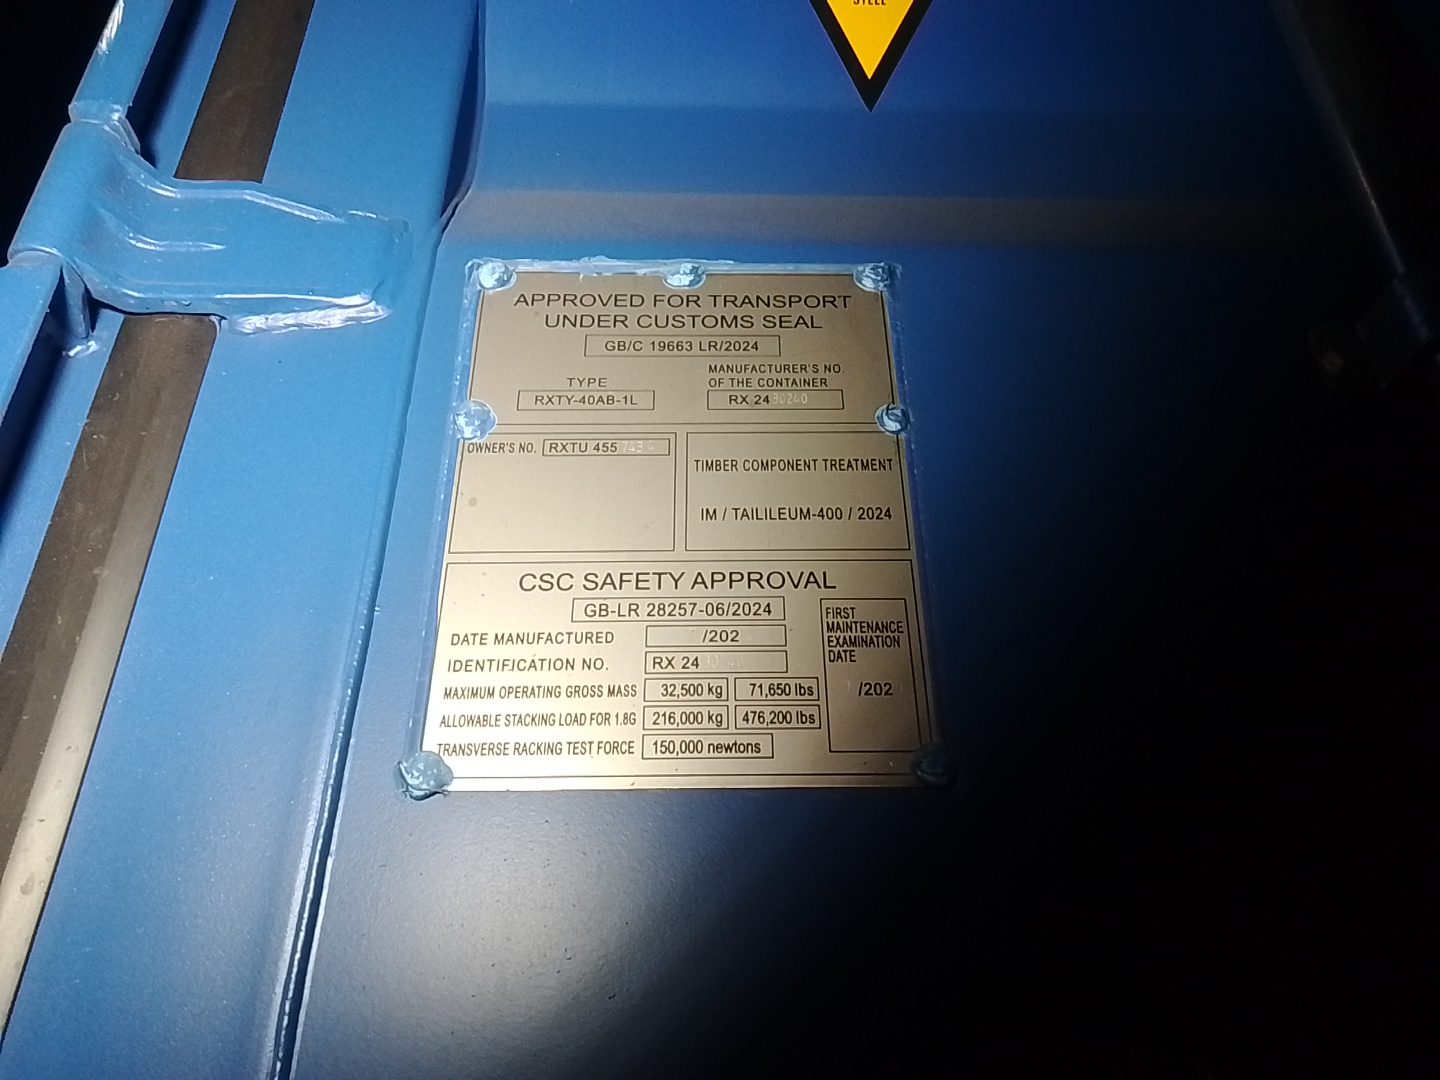 STEEL
APPROVED FOR TRANSPORT
UNDER CUSTOMS SEAL
GB/C 19663 LR/2024
TYPE
RXTY-40AB-1L
MANUFACTURER'S NO.
OF THE CONTAINER
RX 2430240
OWNER'S NO. RXTU 455
TIMBER COMPONENT TREATMENT
IM / TAILILEUM-400 / 2024
CSC SAFETY APPROVAL
GB-LR 28257-06/2024
DATE MANUFACTURED /202
IDENTIFICATION NO. RX 24
MAXIMUM OPERATING GROSS MASS 32,500 kg 71,650 lbs
ALLOWABLE STACKING LOAD FOR 1.8G 216,000 kg 476,200 lbs
TRANSVERSE RACKING TEST FORCE 150,000 newtons
FIRST
MAINTENANCE
EXAMINATION
DATE
/202